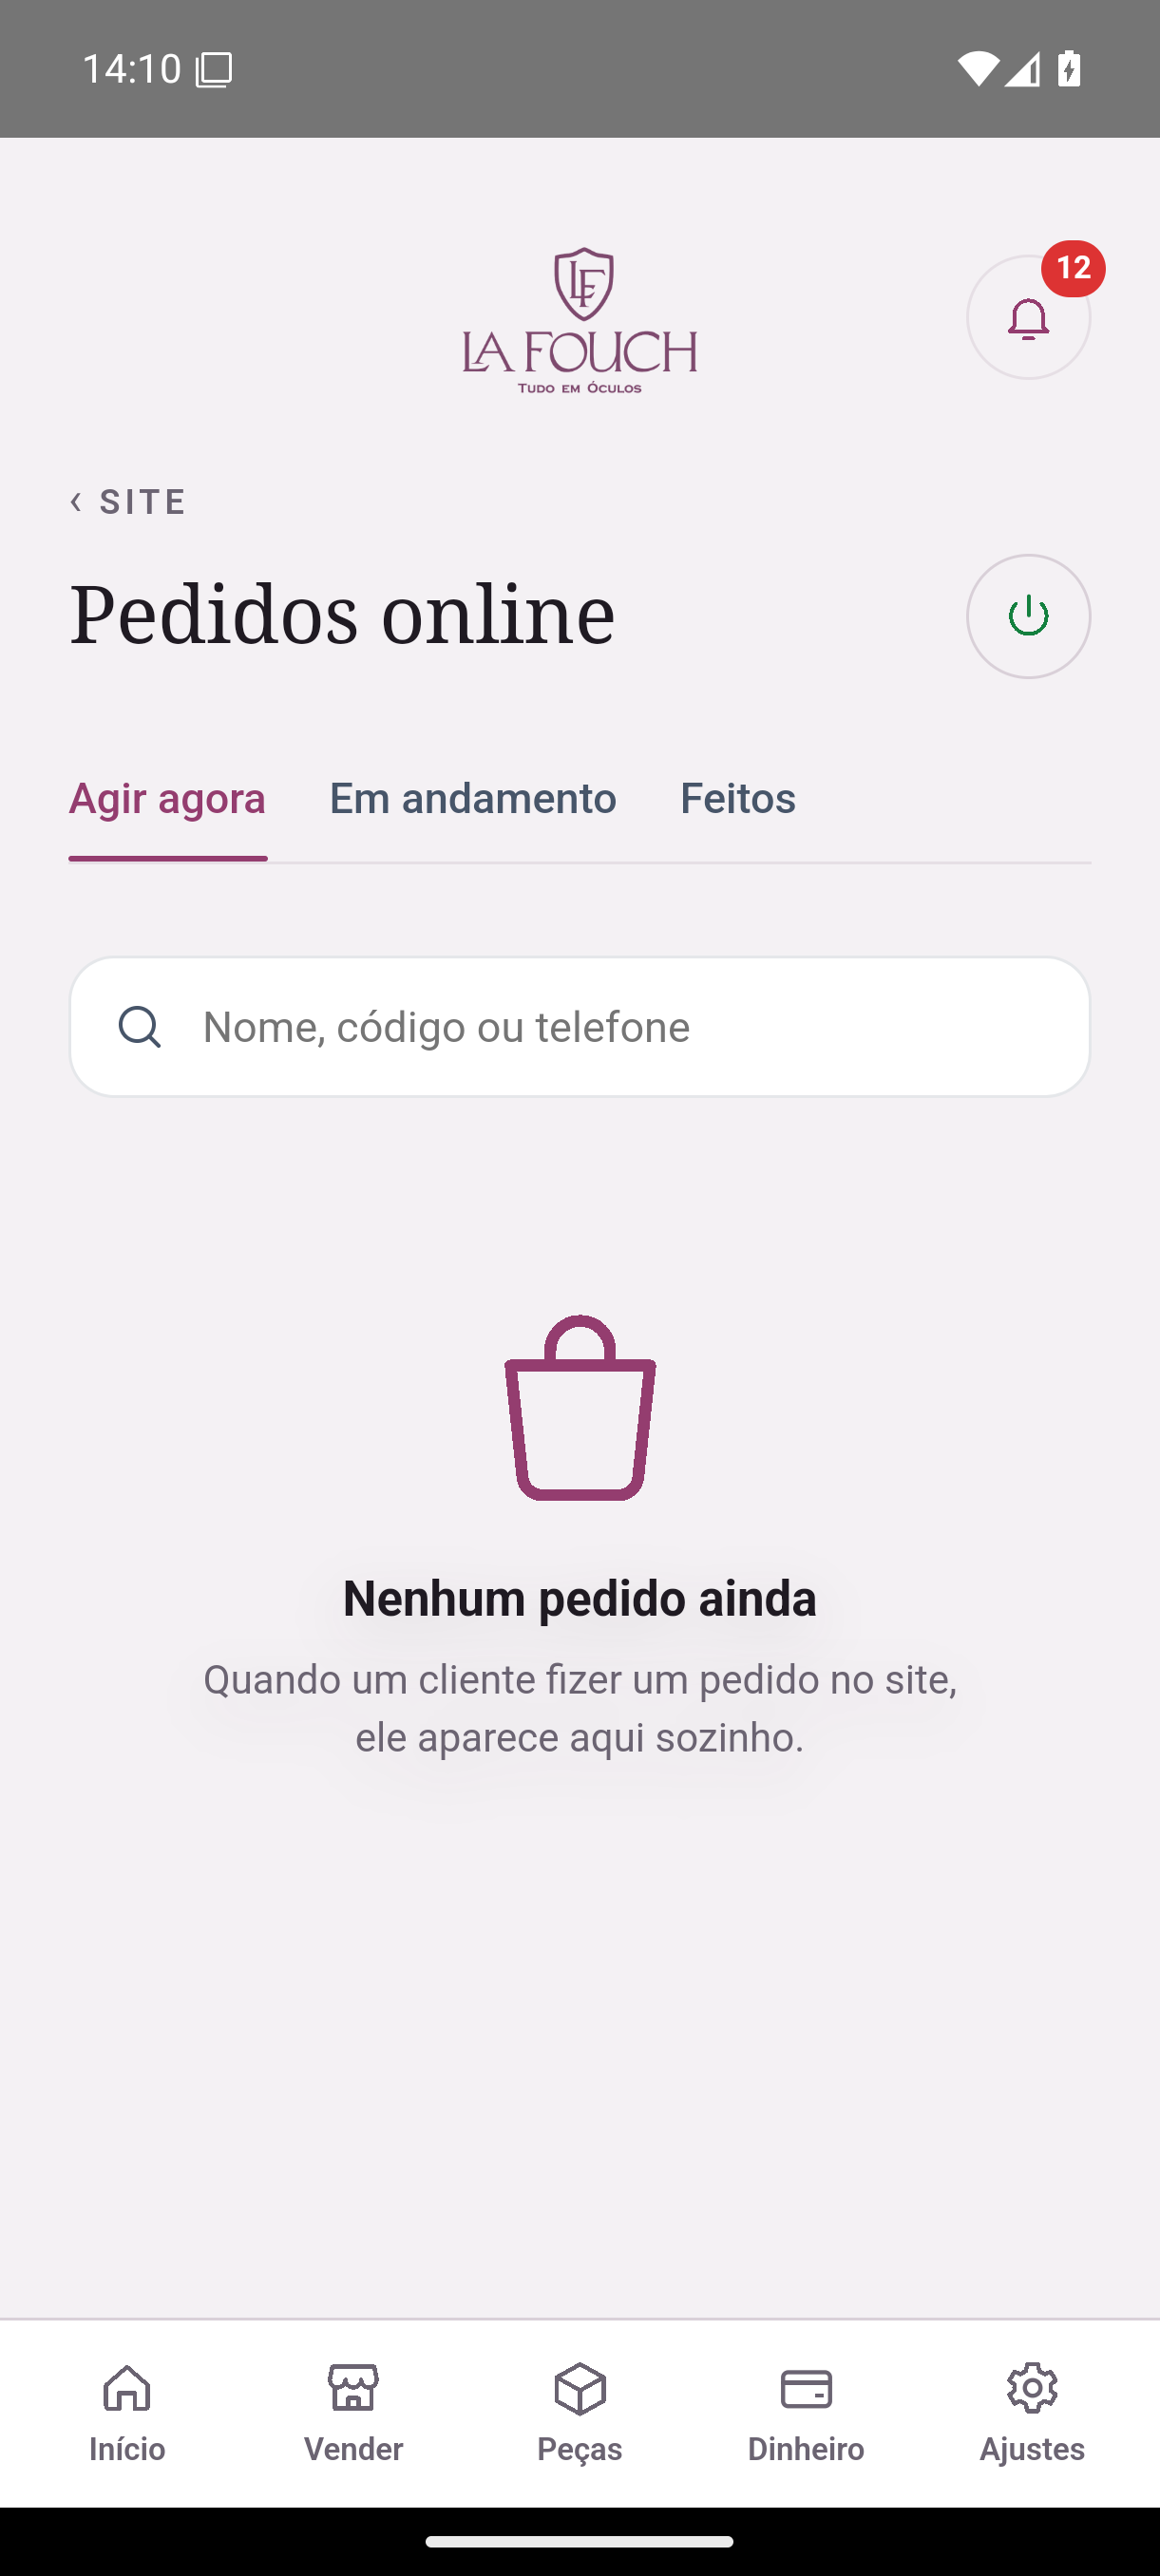 14:10
LF
LA FOUCH
TUDO EM ÓCULOS
12
‹ SITE
Pedidos online
Agir agora
Em andamento
Feitos
Nome, código ou telefone
Nenhum pedido ainda
Quando um cliente fizer um pedido no site,
ele aparece aqui sozinho.
Início
Vender
Peças
Dinheiro
Ajustes